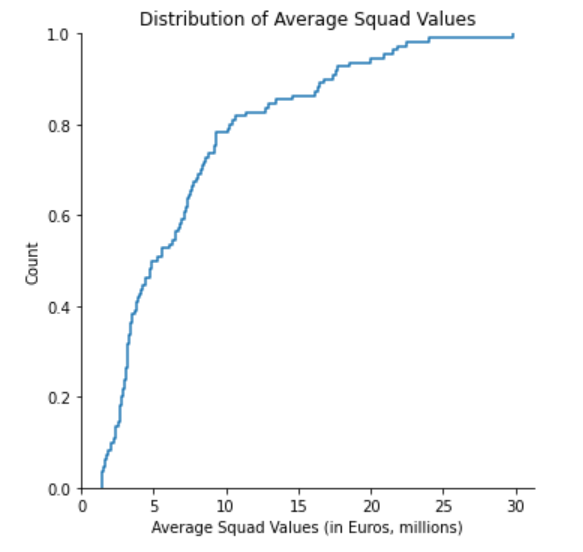 Distribution of Average Squad Values
1.0
0.8
0.6
0.4
0.2
0.0
Count
0 5 10 15 20 25 30
Average Squad Values (in Euros, millions)